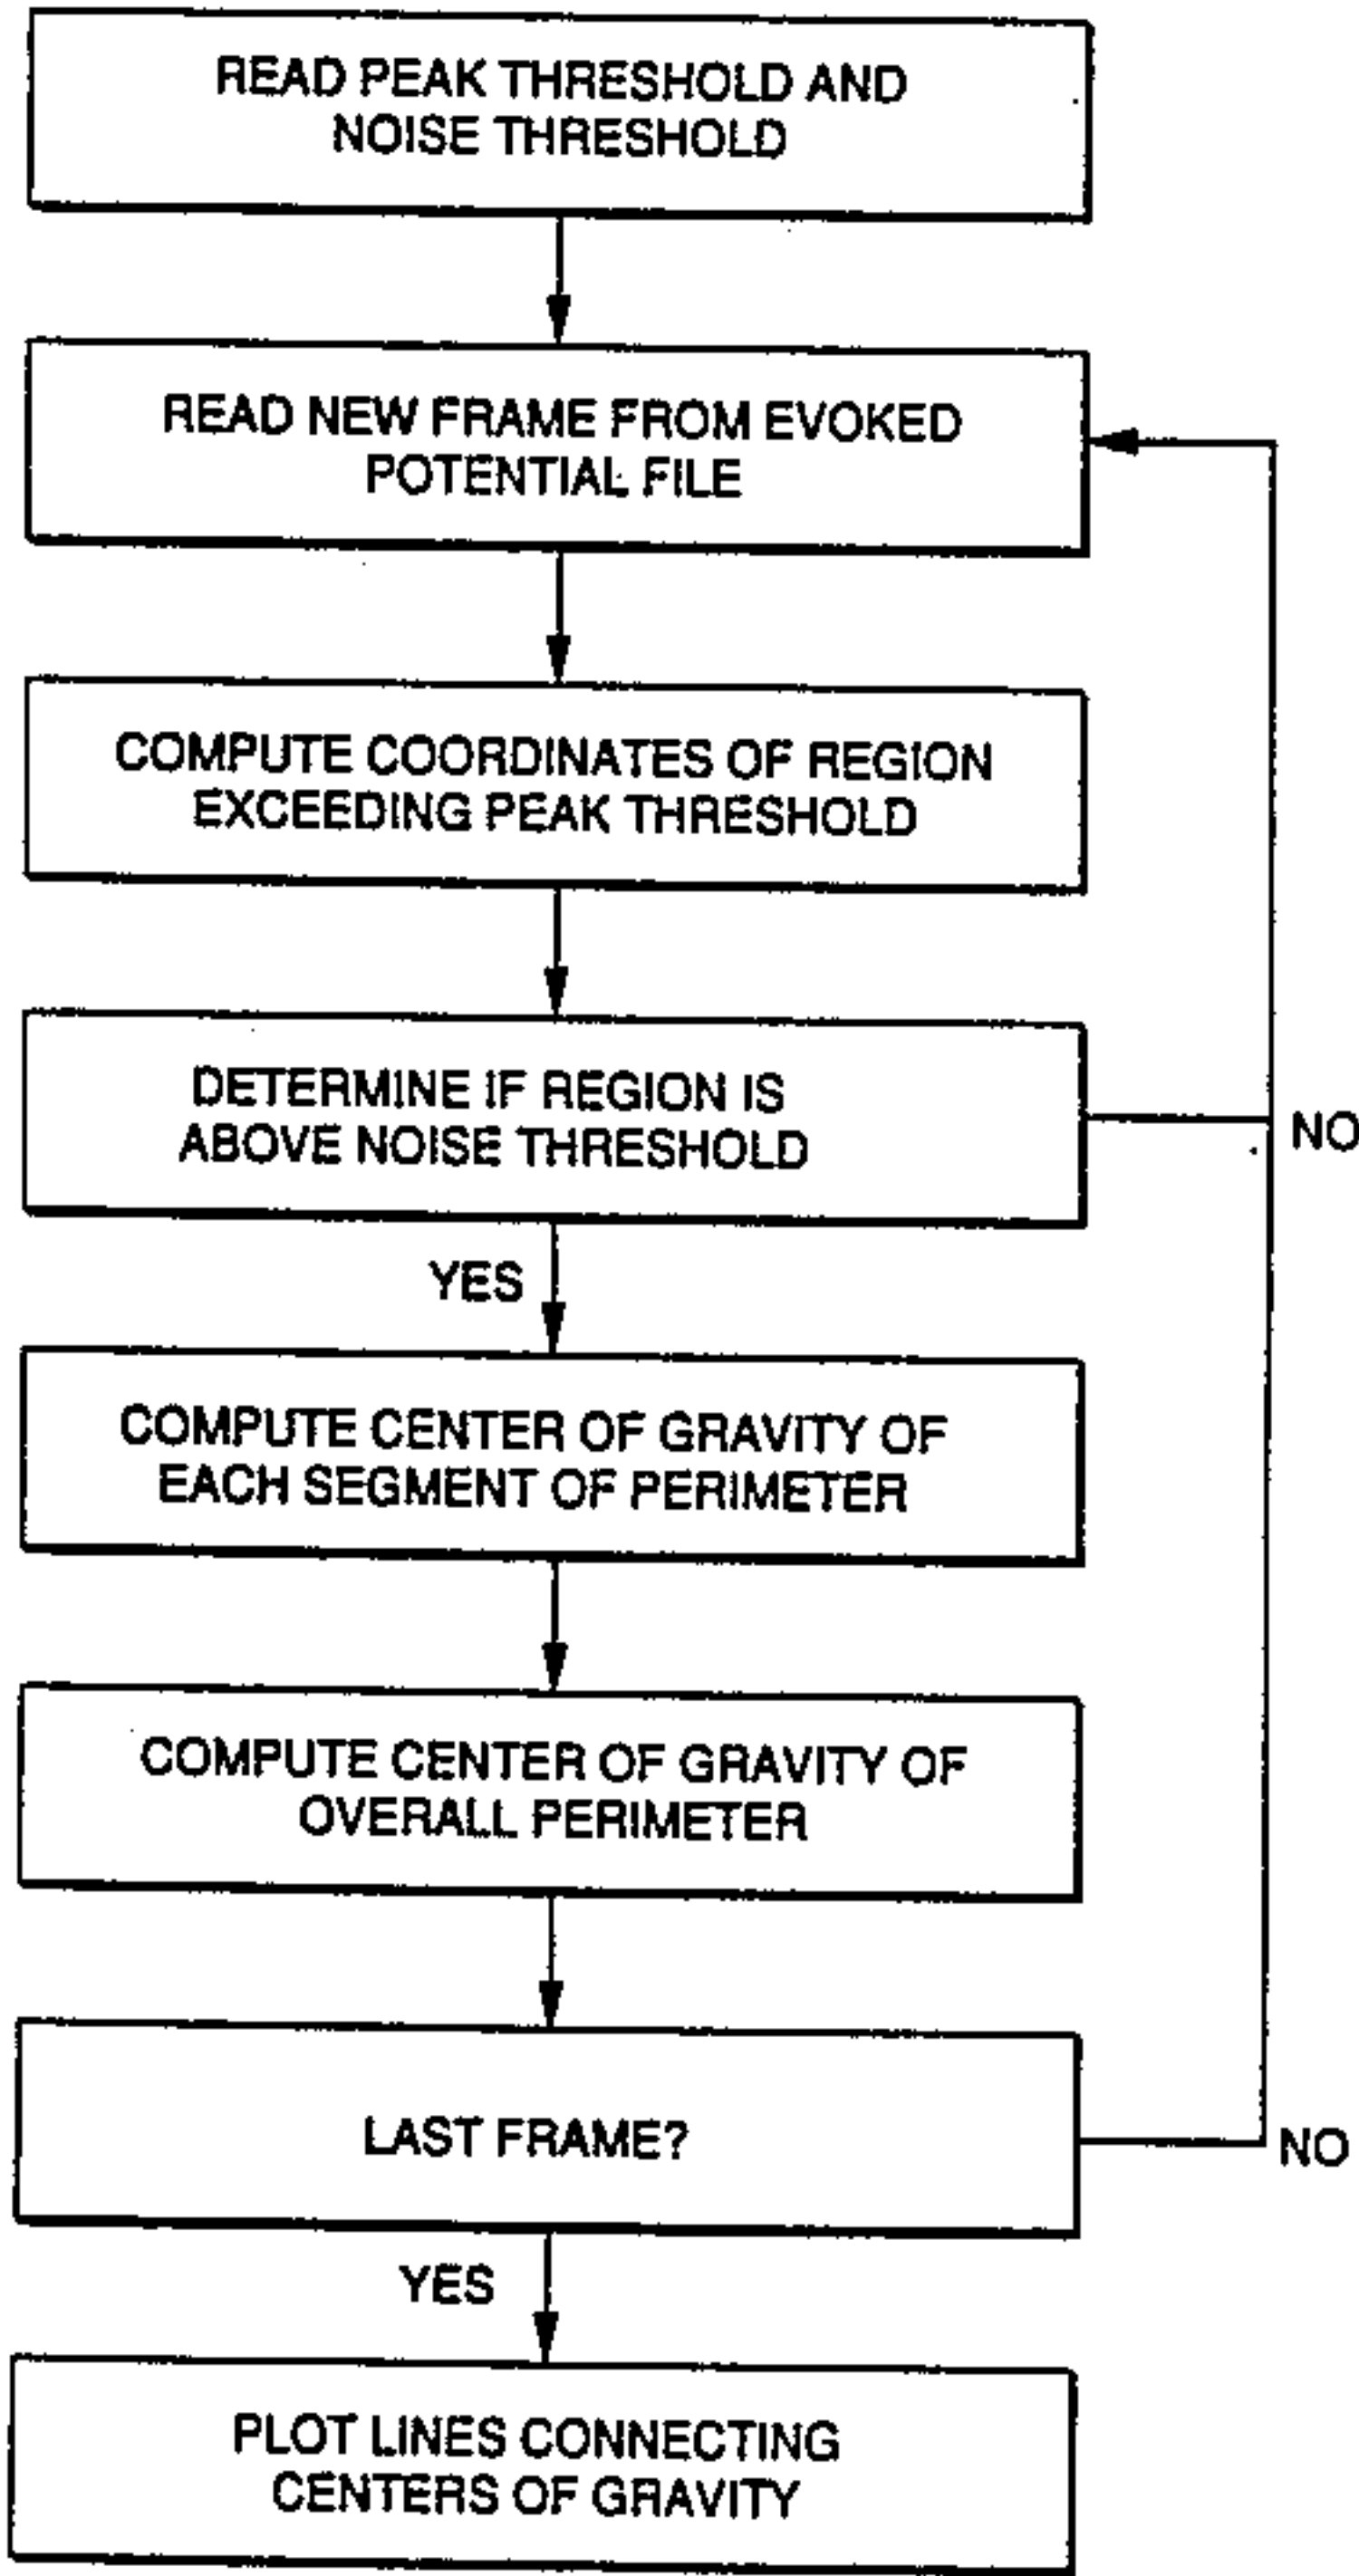 READ PEAK THRESHOLD AND
NOISE THRESHOLD
READ NEW FRAME FROM EVOKED
POTENTIAL FILE
COMPUTE COORDINATES OF REGION
EXCEEDING PEAK THRESHOLD
DETERMINE IF REGION IS
ABOVE NOISE THRESHOLD
NO
YES
COMPUTE CENTER OF GRAVITY OF
EACH SEGMENT OF PERIMETER
COMPUTE CENTER OF GRAVITY OF
OVERALL PERIMETER
LAST FRAME?
NO
YES
PLOT LINES CONNECTING
CENTERS OF GRAVITY